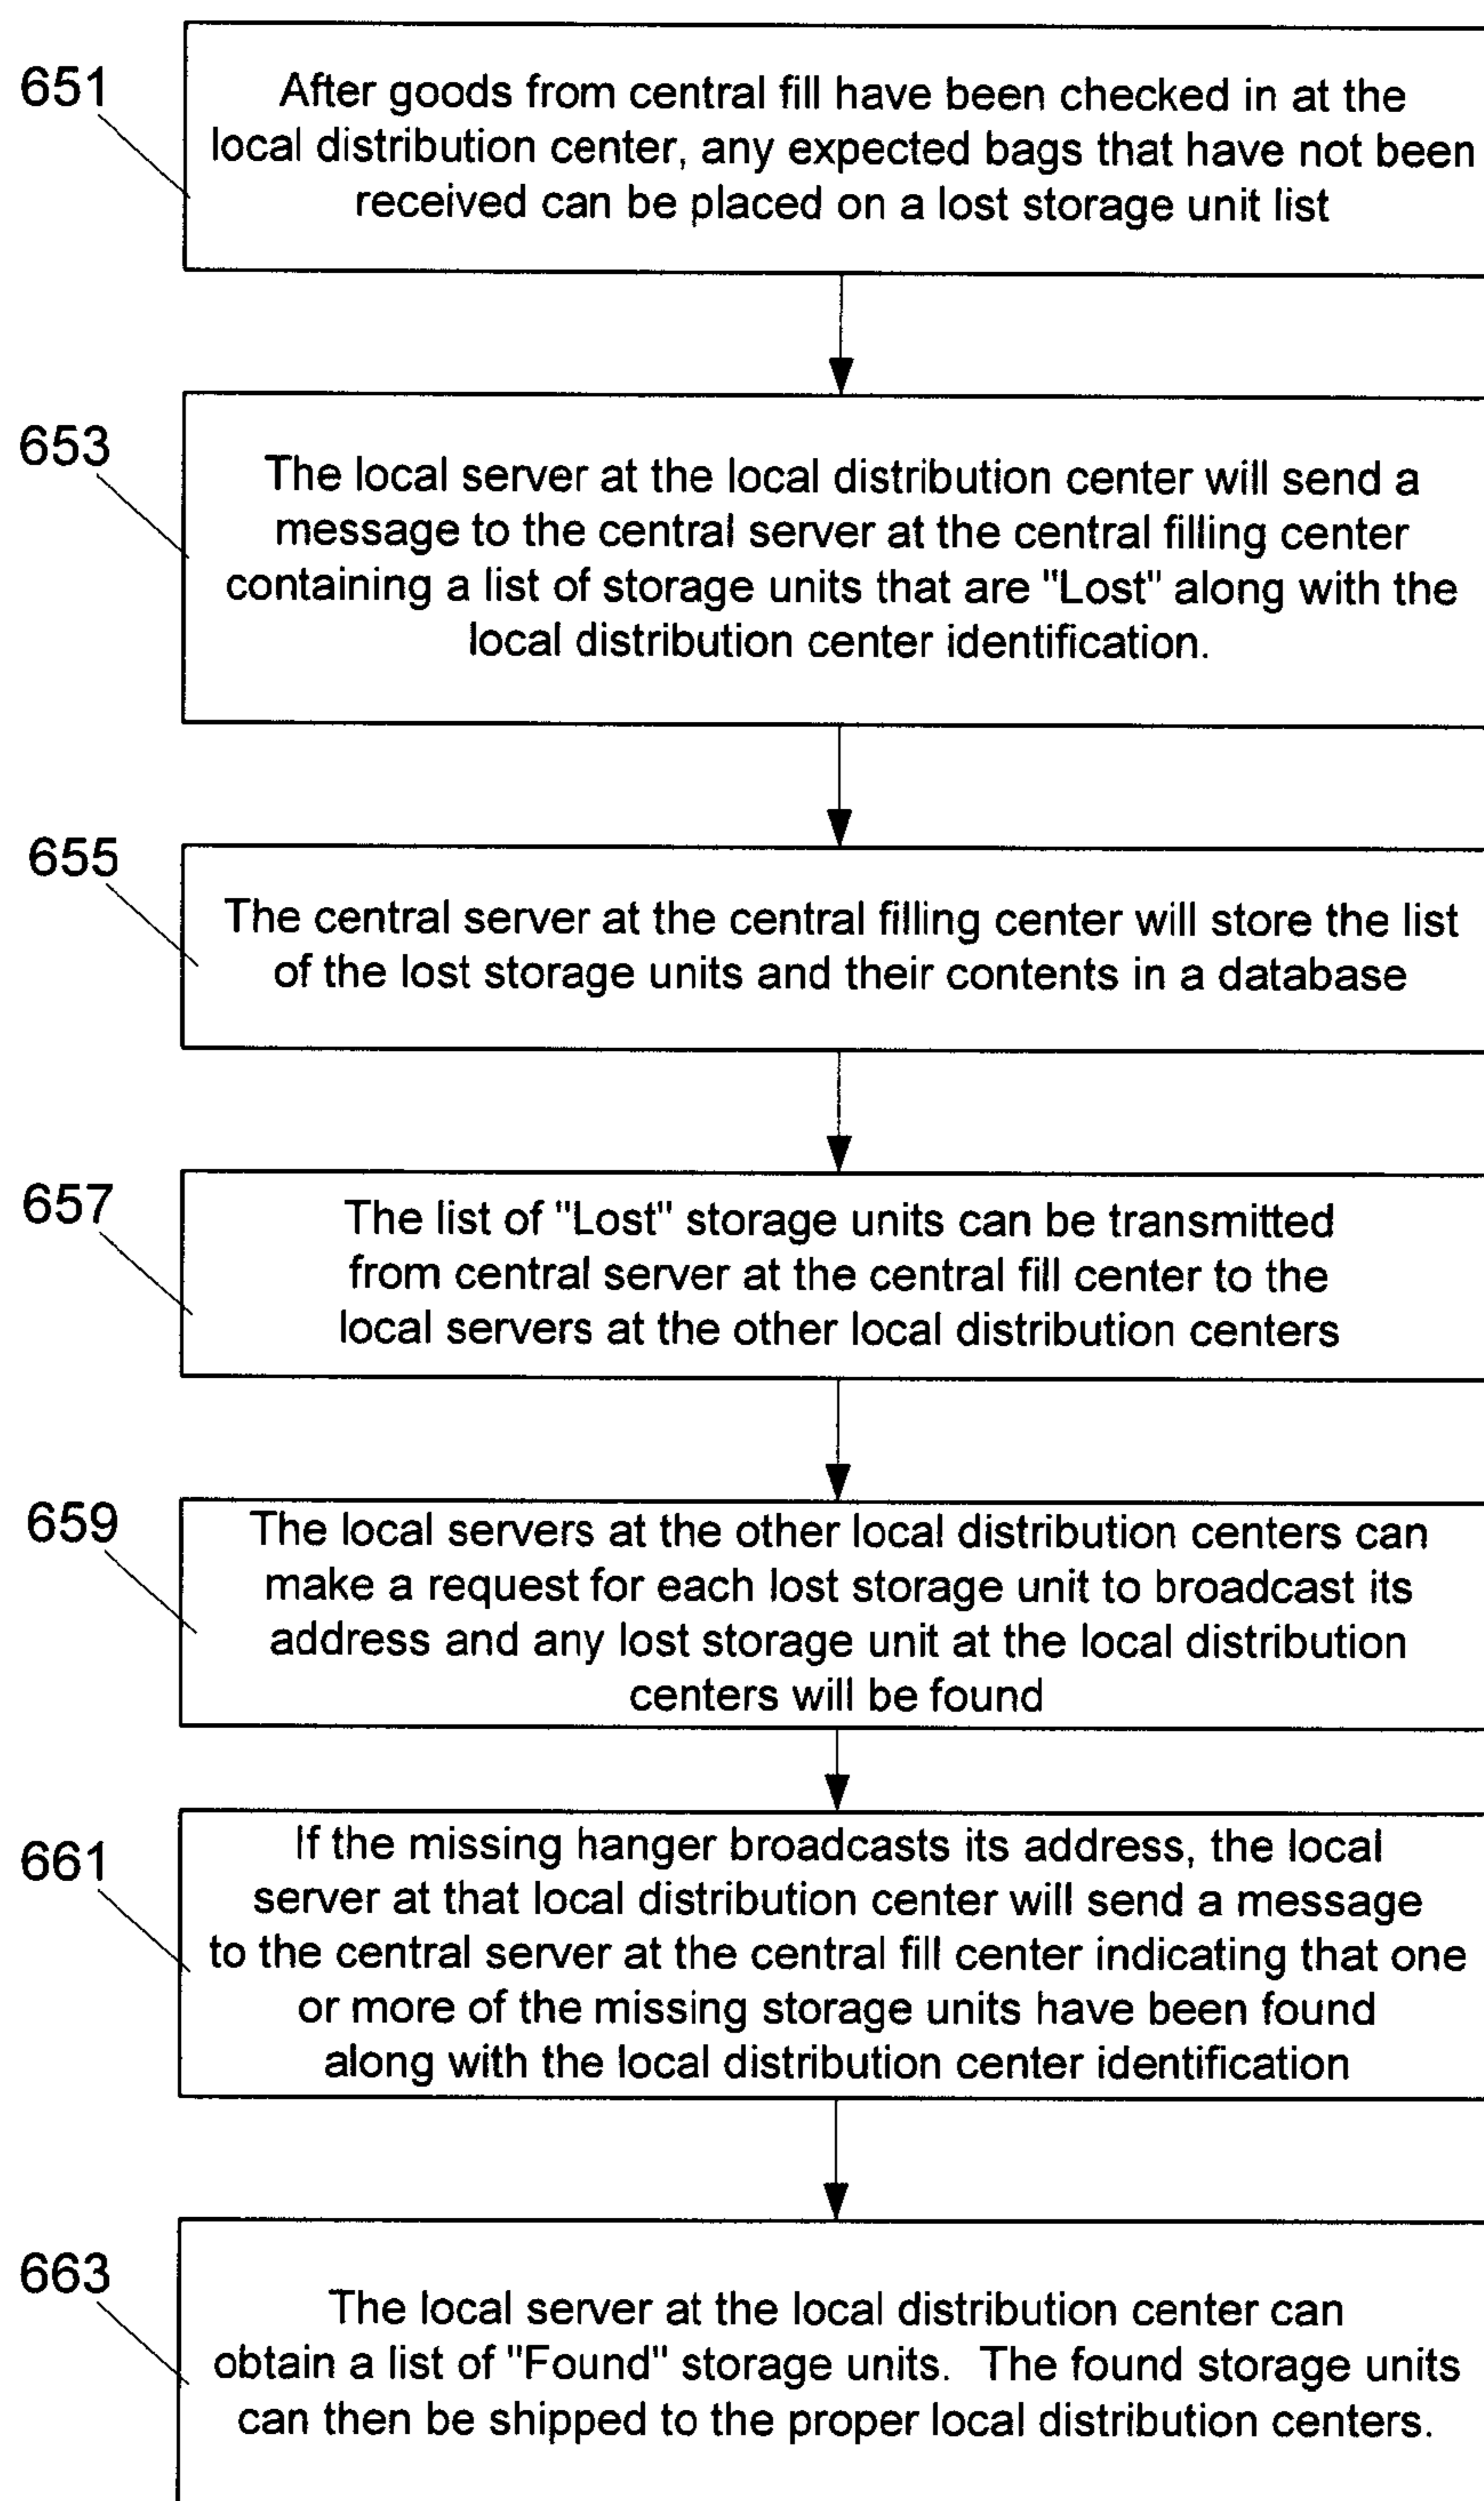 651
After goods from central fill have been checked in at the
local distribution center, any expected bags that have not been
received can be placed on a lost storage unit list
653
The local server at the local distribution center will send a
message to the central server at the central filling center
containing a list of storage units that are "Lost" along with the
local distribution center identification.
655
The central server at the central filling center will store the list
of the lost storage units and their contents in a database
657
The list of "Lost" storage units can be transmitted
from central server at the central fill center to the
local servers at the other local distribution centers
659
The local servers at the other local distribution centers can
make a request for each lost storage unit to broadcast its
address and any lost storage unit at the local distribution
centers will be found
661
If the missing hanger broadcasts its address, the local
server at that local distribution center will send a message
to the central server at the central fill center indicating that one
or more of the missing storage units have been found
along with the local distribution center identification
663
The local server at the local distribution center can
obtain a list of "Found" storage units. The found storage units
can then be shipped to the proper local distribution centers.